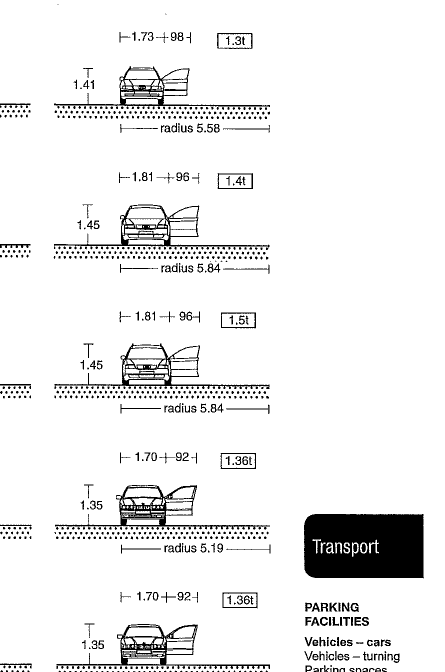 1.73 98 1.3t
1.41
radius 5.58
1.81 96 1.4t
1.45
radius 5.84
1.81 96 1.5t
1.45
radius 5.84
1.70 92 1.36t
1.35
radius 5.19
1.70 92 1.36t
1.35
Transport
PARKING
FACILITIES
Vehicles – cars
Vehicles – turning
Parking spaces